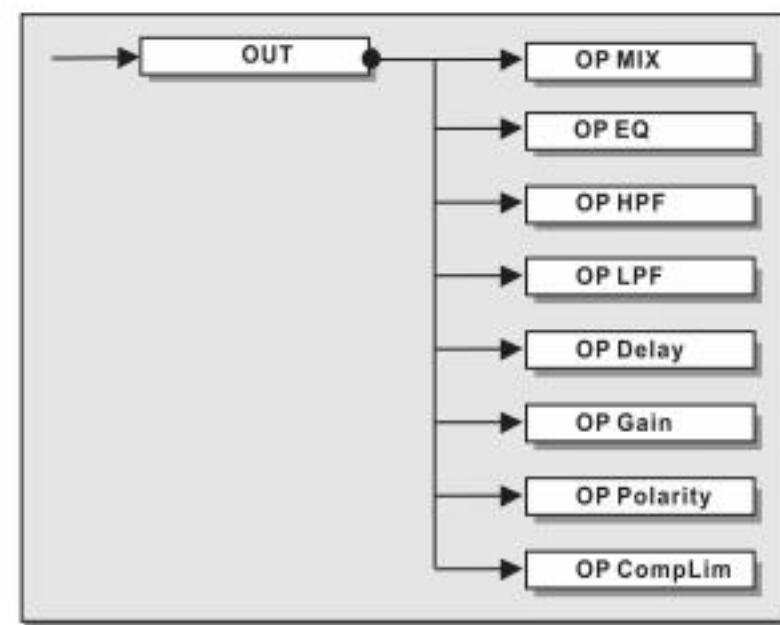 OUT
OP MIX
OP EQ
OP HPF
OP LPF
OP Delay
OP Gain
OP Polarity
OP CompLim